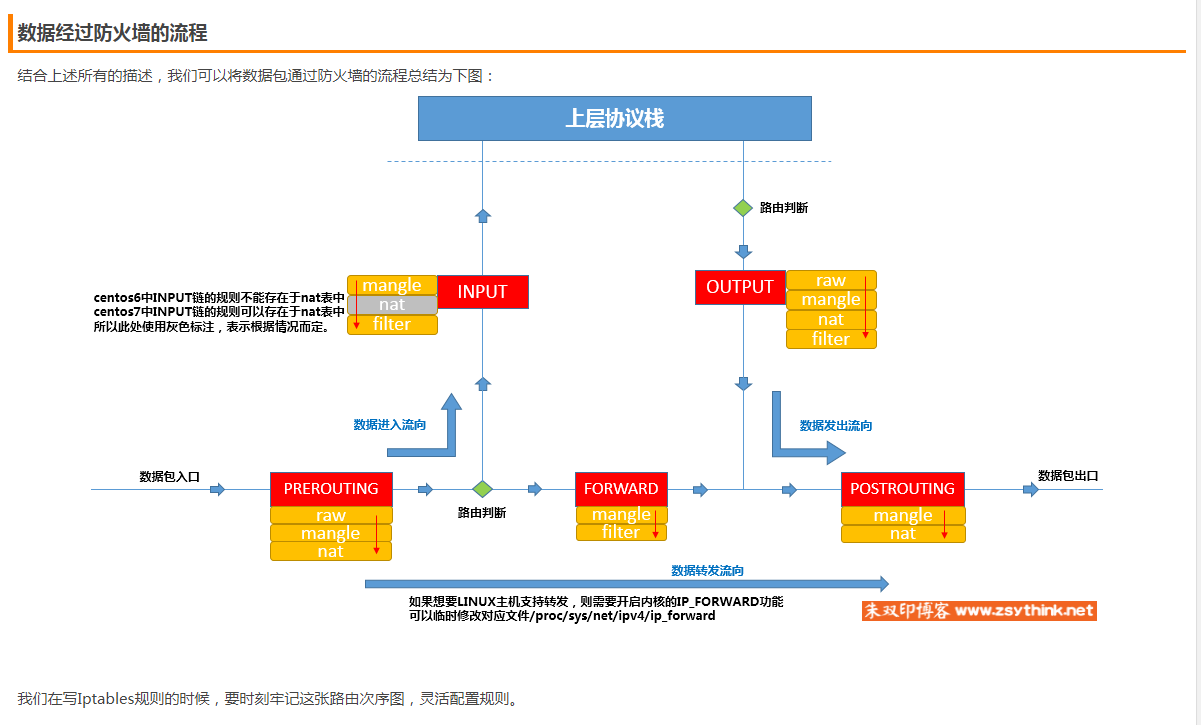 数据经过防火墙的流程
结合上述所有的描述，我们可以将数据包通过防火墙的流程总结为下图：
上层协议栈
路由判断
centos6中INPUT链的规则不能存在于nat表中
centos7中INPUT链的规则可以存在于nat表中
所以此处使用灰色标注，表示根据情况而定。
mangle
nat
filter
INPUT
OUTPUT
raw
mangle
nat
filter
数据进入流向
数据发出流向
数据包入口
PREROUTING
raw
mangle
nat
路由判断
FORWARD
mangle
filter
POSTROUTING
mangle
nat
数据包出口
数据转发流向
如果想要LINUX主机支持转发，则需要开启内核的IP_FORWARD功能
可以临时修改对应文件/proc/sys/net/ipv4/ip_forward
朱双印博客 www.zsythink.net
我们在写Iptables规则的时候，要时刻牢记这张路由次序图，灵活配置规则。